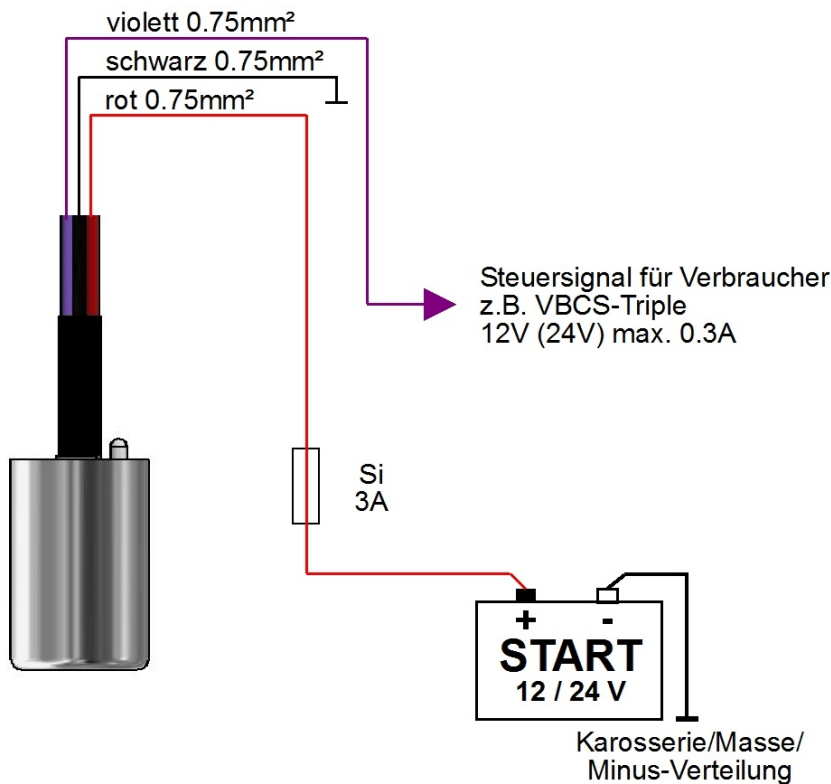 violett 0.75mm²
schwarz 0.75mm²
rot 0.75mm²
Steuersignal für Verbraucher
z.B. VBCS-Triple
12V (24V) max. 0.3A
Si
3A
+ -
START
12 / 24 V
Karosserie/Masse/
Minus-Verteilung